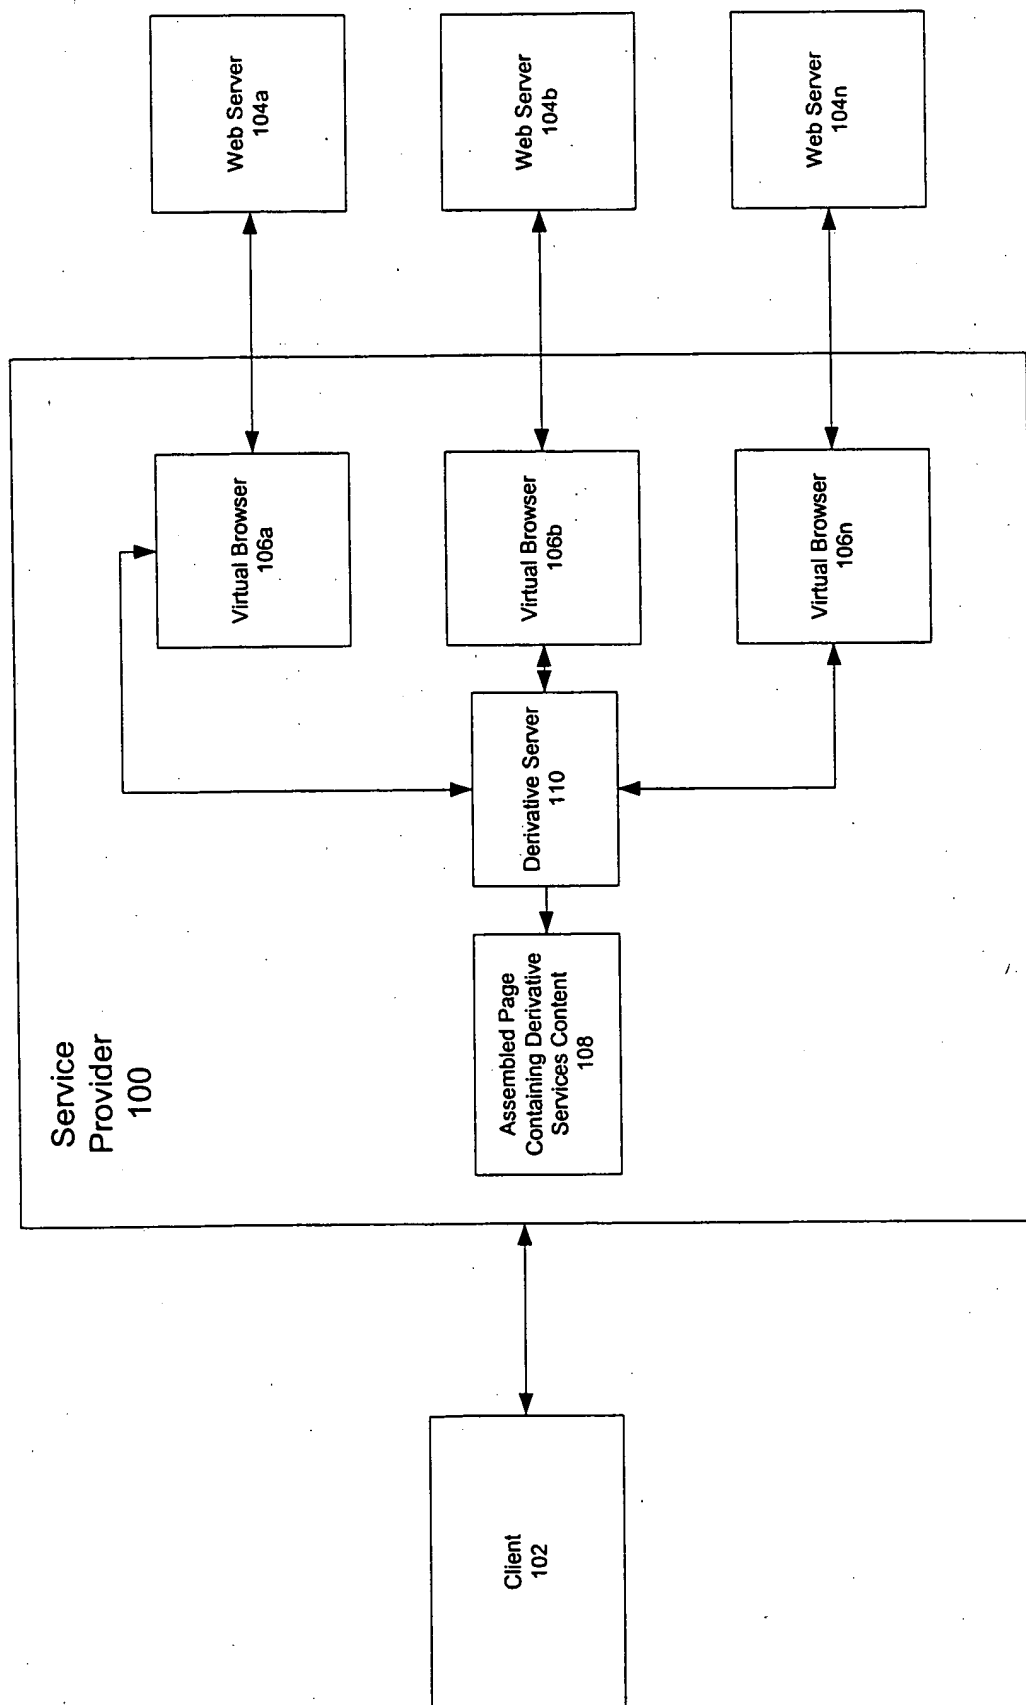 Service
Provider
100
Client
102
Assembled Page
Containing Derivative
Services Content
108
Derivative Server
110
Virtual Browser
106a
Virtual Browser
106b
Virtual Browser
106n
Web Server
104a
Web Server
104b
Web Server
104n